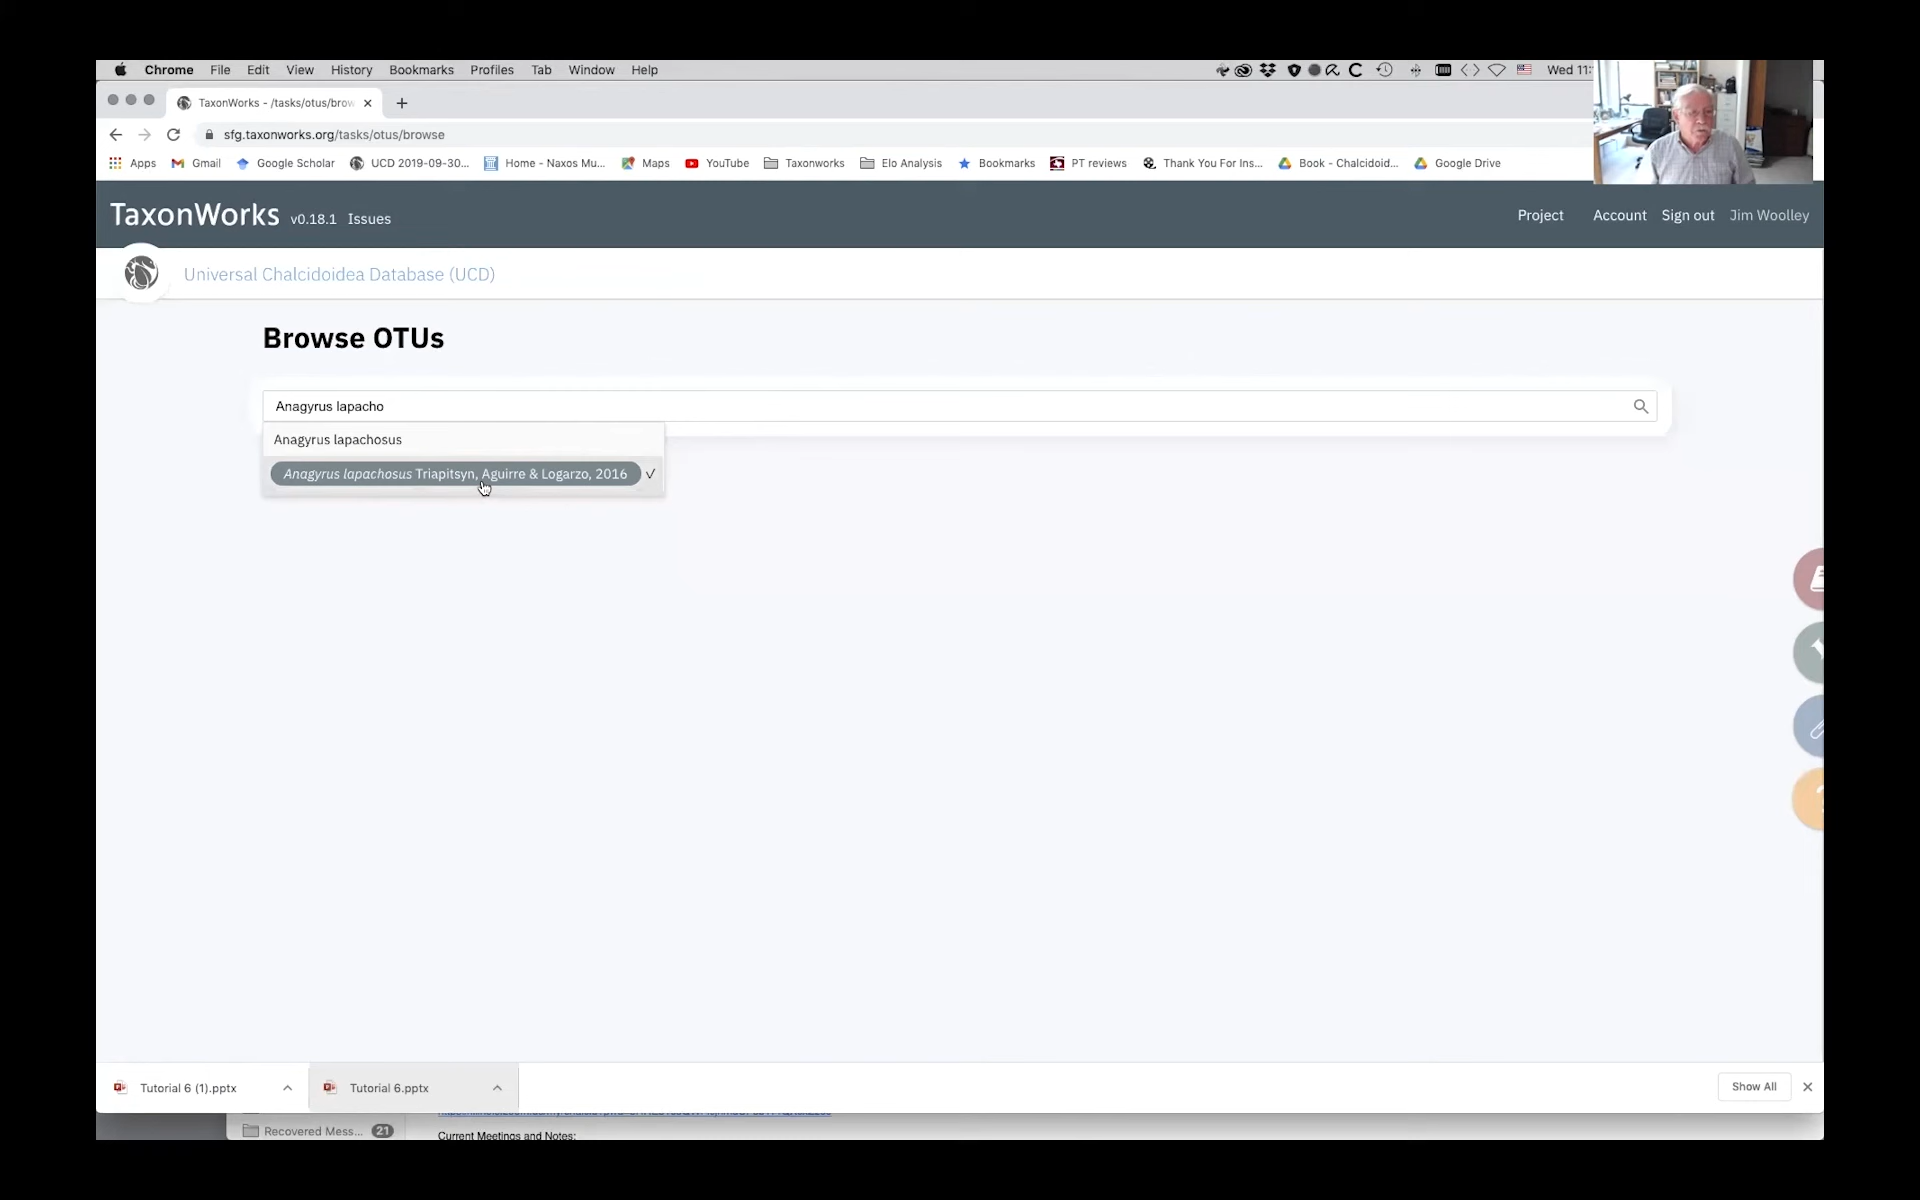 Chrome File Edit View History Bookmarks Profiles Tab Window Help
Wed 11:
TaxonWorks - /tasks/otus/brow
sfg.taxonworks.org/tasks/otus/browse
Apps Gmail Google Scholar UCD 2019-09-30... Home - Naxos Mu... Maps YouTube Taxonworks Elo Analysis Bookmarks PT reviews Thank You For Ins... Book - Chalcidoid... Google Drive
TaxonWorks v0.18.1 Issues Project Account Sign out Jim Woolley
Universal Chalcidoidea Database (UCD)
Browse OTUs
Anagyrus lapacho
Anagyrus lapachosus
Anagyrus lapachosus Triapitsyn, Aguirre & Logarzo, 2016 ✓
Tutorial 6 (1).pptx Tutorial 6.pptx Show All
Recovered Mess... 21 Current Meetings and Notes: